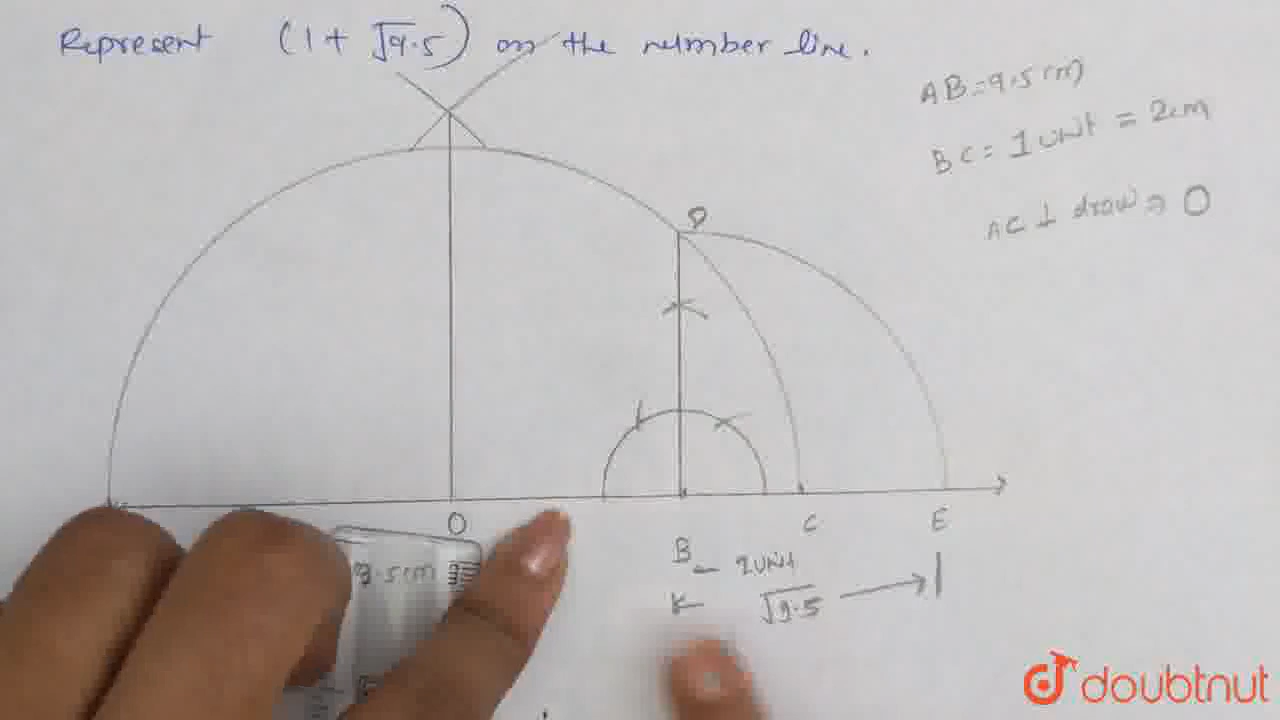 Represent (1 + √9.5) on the number line.
AB = 9.5 cm
BC = 1 unit = 2cm
AC ⊥ draw ⇒ O
D
O
C
E
B
1 unit
9.5 cm
√9.5
doubtnut